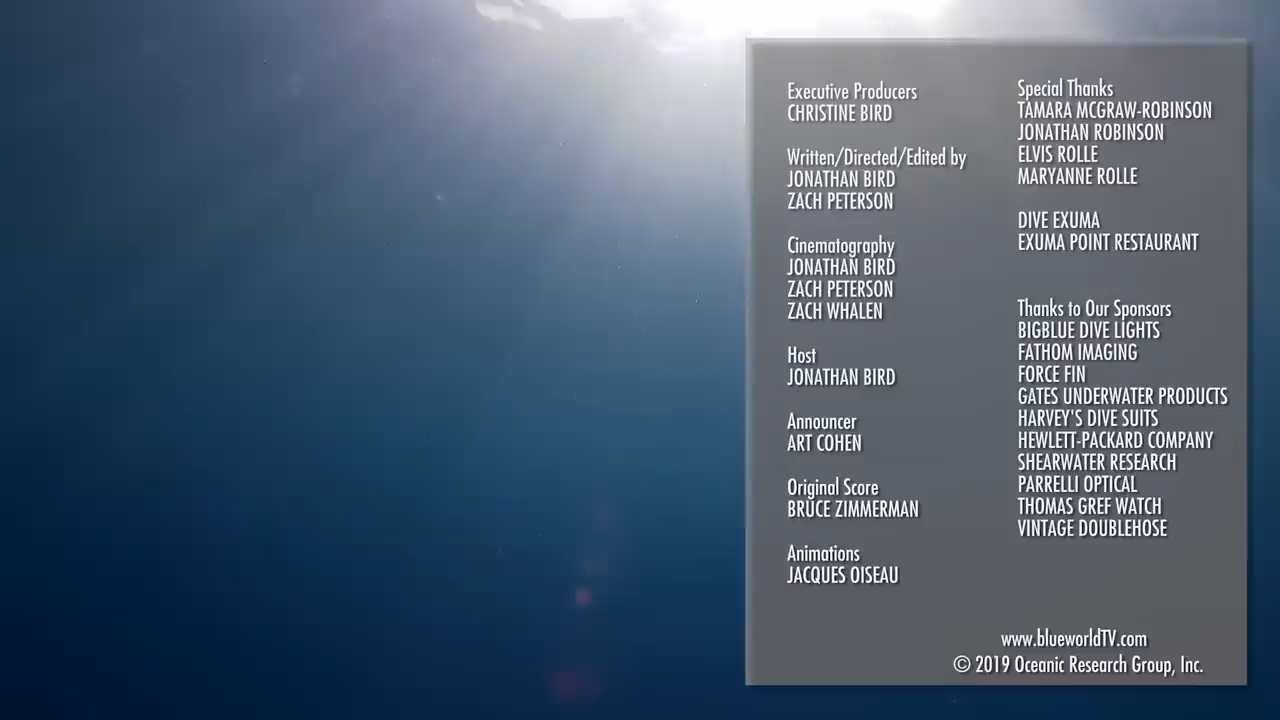 Executive Producers
CHRISTINE BIRD
Written/Directed/Edited by
JONATHAN BIRD
ZACH PETERSON
Cinematography
JONATHAN BIRD
ZACH PETERSON
ZACH WHALEN
Host
JONATHAN BIRD
Announcer
ART COHEN
Original Score
BRUCE ZIMMERMAN
Animations
JACQUES OISEAU
Special Thanks
TAMARA MCGRAW-ROBINSON
JONATHAN ROBINSON
ELVIS ROLLE
MARYANNE ROLLE
DIVE EXUMA
EXUMA POINT RESTAURANT
Thanks to Our Sponsors
BIGBLUE DIVE LIGHTS
FATHOM IMAGING
FORCE FIN
GATES UNDERWATER PRODUCTS
HARVEY'S DIVE SUITS
HEWLETT-PACKARD COMPANY
SHEARWATER RESEARCH
PARRELLI OPTICAL
THOMAS GREF WATCH
VINTAGE DOUBLEHOSE
www.blueworldTV.com
© 2019 Oceanic Research Group, Inc.